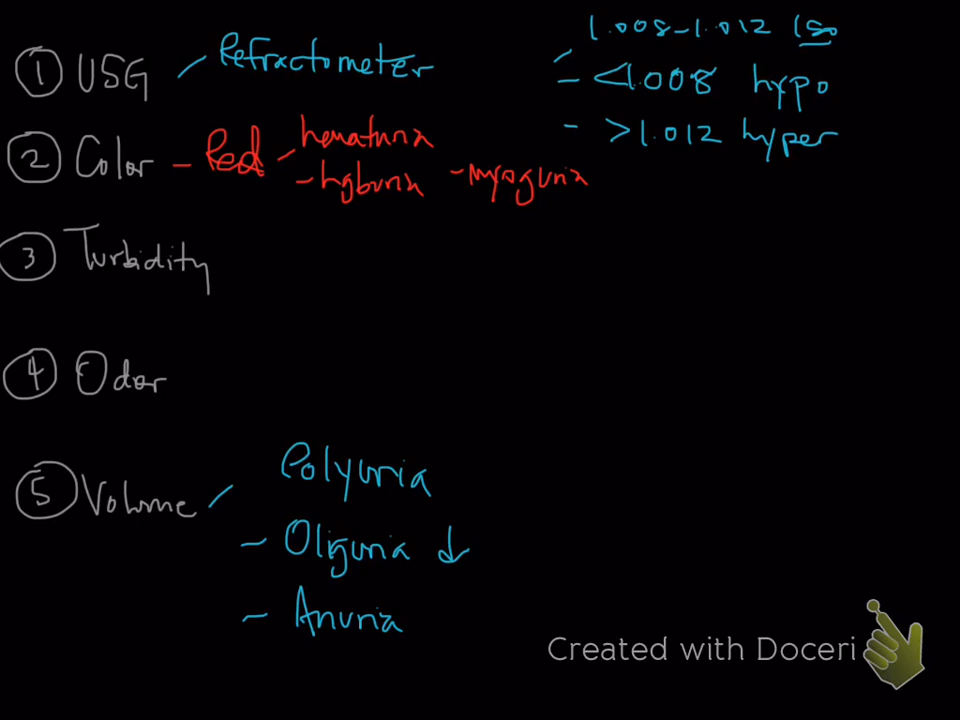 ① USG - Refractometer
- 1.008-1.012 iso
- <1.008 hypo
- >1.012 hyper
② Color - Red - hematuria
- hgburia - myoguria
③ Turbidity
④ Odor
⑤ Volume - Polyuria
- Oliguria ↓
- Anuria
Created with Doceri